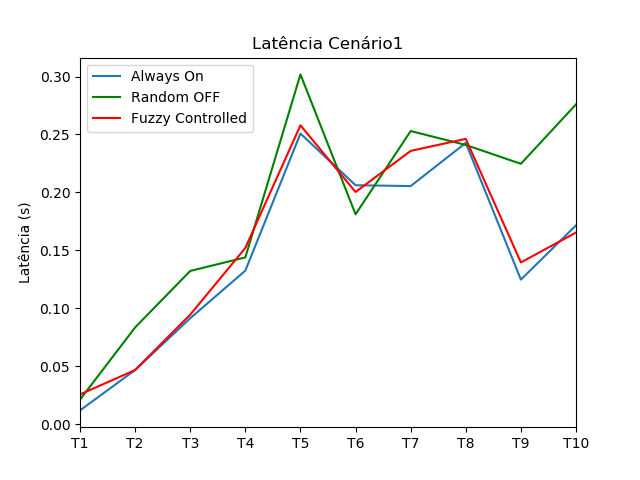 Latência Cenário1
Always On
Random OFF
Fuzzy Controlled
Latência (s)
0.30
0.25
0.20
0.15
0.10
0.05
0.00
T1 T2 T3 T4 T5 T6 T7 T8 T9 T10